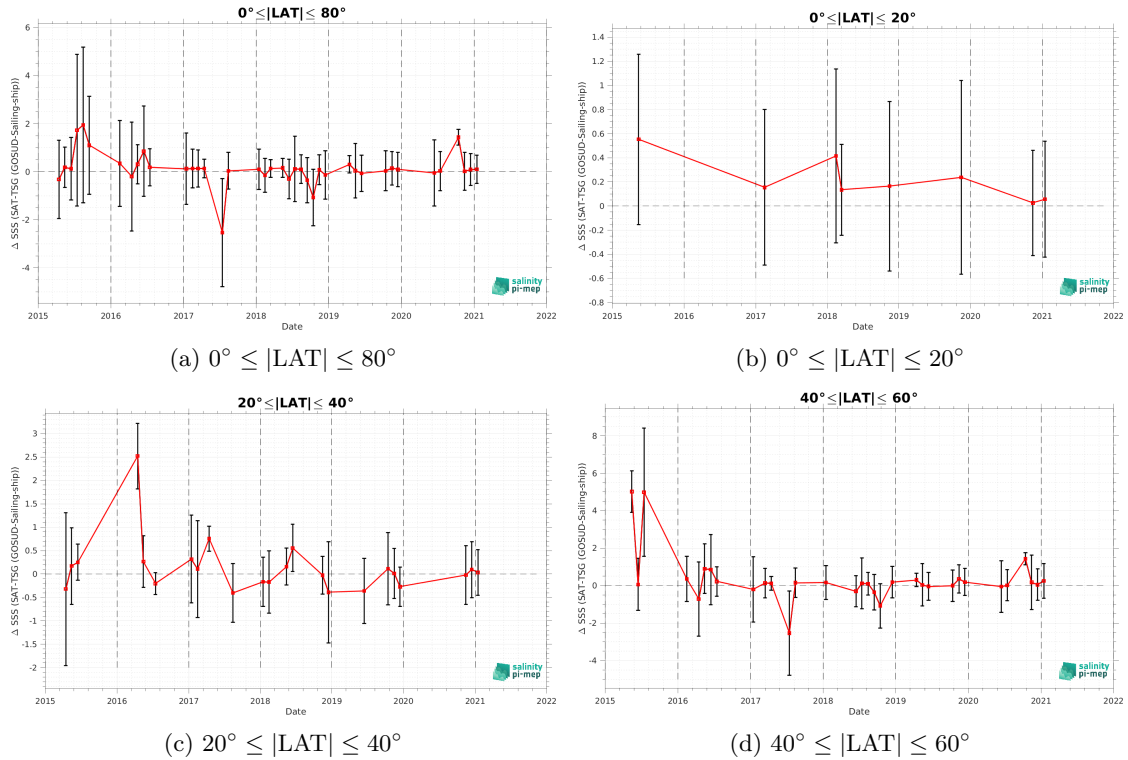 0°≤|LAT|≤ 80°
Δ SSS (SAT-TSG (GOSUD-Sailing-ship))
6
4
2
0
-2
-4
2015 2016 2017 2018 2019 2020 2021 2022
Date
salinity
pi-mep
(a) 0° ≤ |LAT| ≤ 80°
0°≤|LAT|≤ 20°
Δ SSS (SAT-TSG (GOSUD-Sailing-ship))
1.4
1.2
1
0.8
0.6
0.4
0.2
0
-0.2
-0.4
-0.6
-0.8
2015 2016 2017 2018 2019 2020 2021 2022
Date
salinity
pi-mep
(b) 0° ≤ |LAT| ≤ 20°
20°≤|LAT|≤ 40°
Δ SSS (SAT-TSG (GOSUD-Sailing-ship))
3
2.5
2
1.5
1
0.5
0
-0.5
-1
-1.5
-2
2015 2016 2017 2018 2019 2020 2021 2022
Date
salinity
pi-mep
(c) 20° ≤ |LAT| ≤ 40°
40°≤|LAT|≤ 60°
Δ SSS (SAT-TSG (GOSUD-Sailing-ship))
8
6
4
2
0
-2
-4
2015 2016 2017 2018 2019 2020 2021 2022
Date
salinity
pi-mep
(d) 40° ≤ |LAT| ≤ 60°